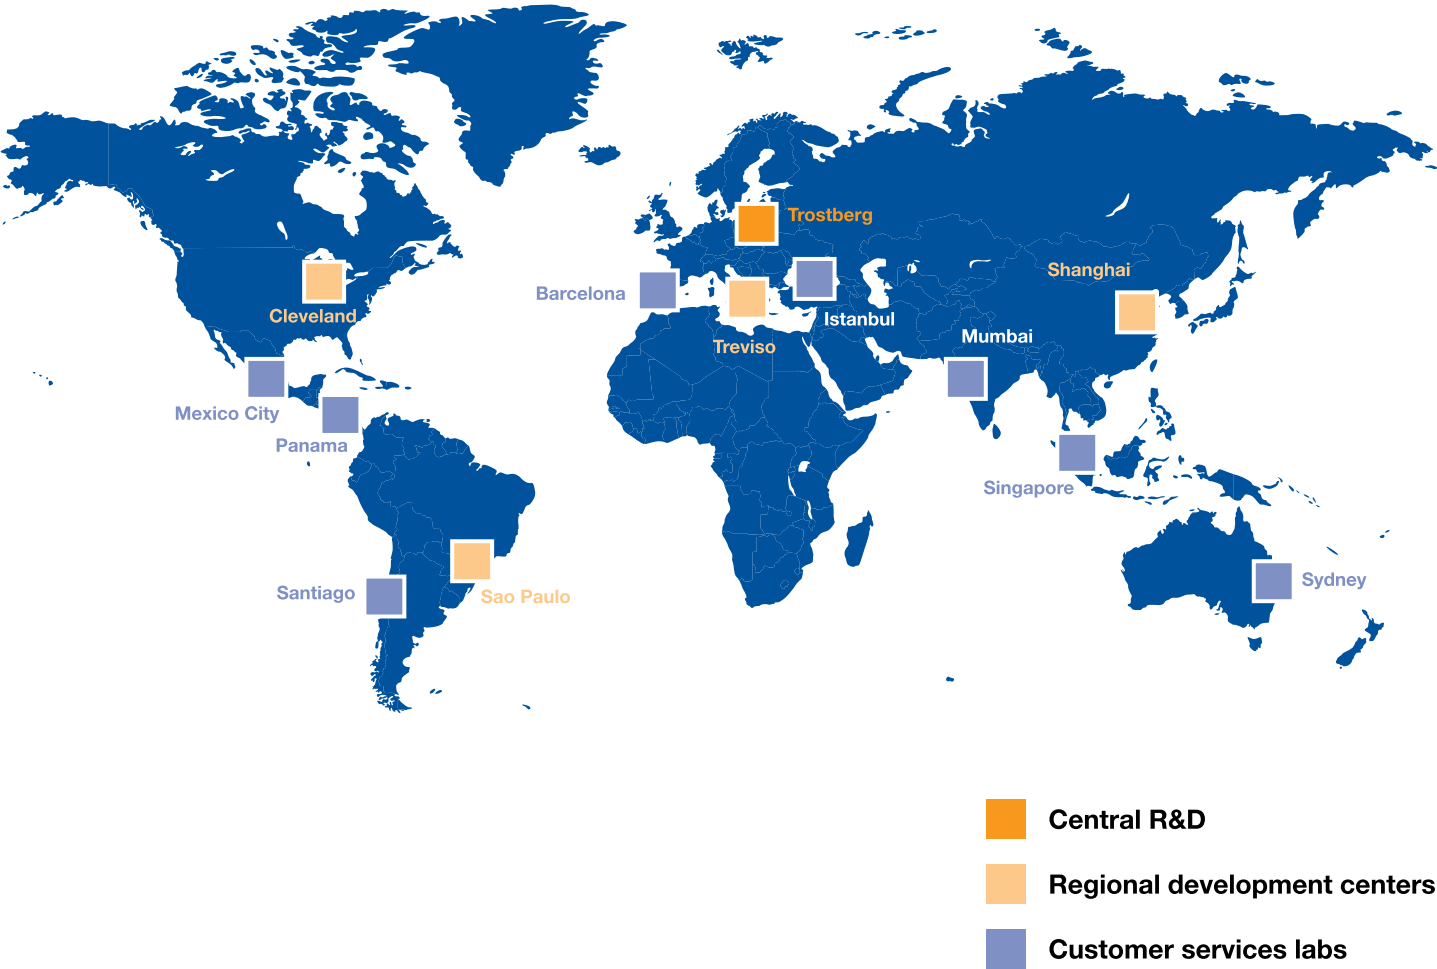 Trostberg
Shanghai
Barcelona
Cleveland
Istanbul
Mumbai
Treviso
Mexico City
Panama
Singapore
Santiago
Sao Paulo
Sydney
Central R&D
Regional development centers
Customer services labs